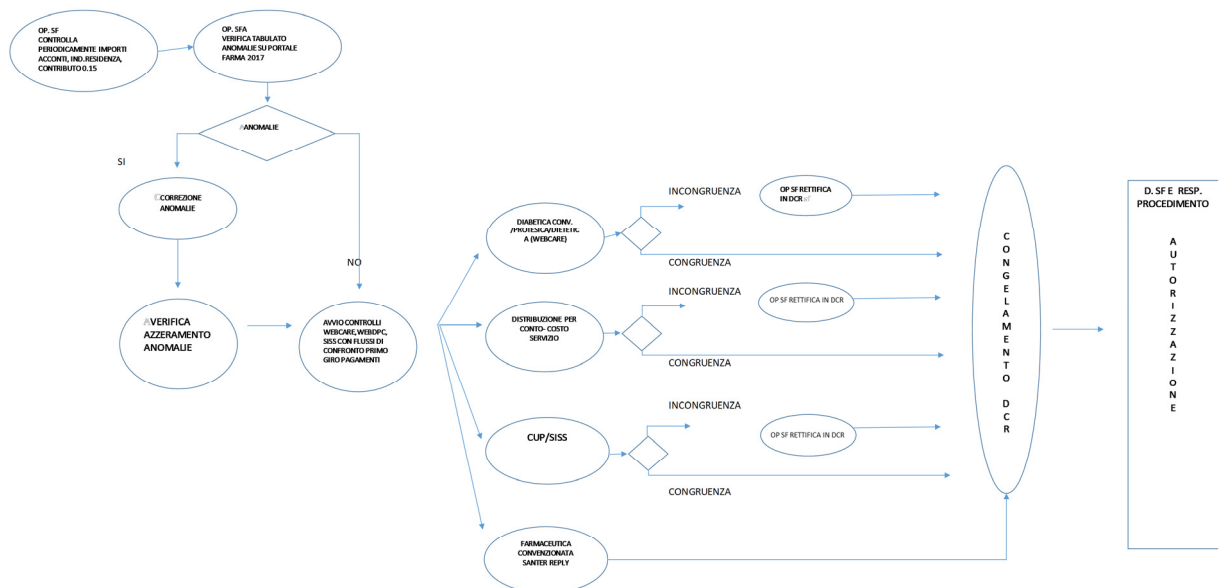 OP. SF
CONTROLLA
PERIODICAMENTE IMPORTI
ACCONTI, IND.RESIDENZA,
CONTRIBUTO 0.15
OP. SFA
VERIFICA TABULATO
ANOMALIE SU PORTALE
FARMA 2017
ANOMALIE
SI
CORREZIONE
ANOMALIE
NO
VERIFICA
AZZERAMENTO
ANOMALIE
AVVIO CONTROLLI
WEBCARE, WEBDPC,
SISS CON FLUSSI DI
CONFRONTO PRIMO
GIRO PAGAMENTI
DIABETICA CONV.
/PROTESICA/DIETETIC
A (WEBCARE)
INCONGRUENZA
OP SF RETTIFICA
IN DCR
CONGRUENZA
DISTRIBUZIONE PER
CONTO- COSTO
SERVIZIO
INCONGRUENZA
OP SF RETTIFICA IN DCR
CONGRUENZA
CUP/SISS
INCONGRUENZA
OP SF RETTIFICA IN DCR
CONGRUENZA
FARMACEUTICA
CONVENZIONATA
SANTER REPLY
CONGELAMENTO DCR
D. SF E RESP.
PROCEDIMENTO
AUTORIZZAZIONE